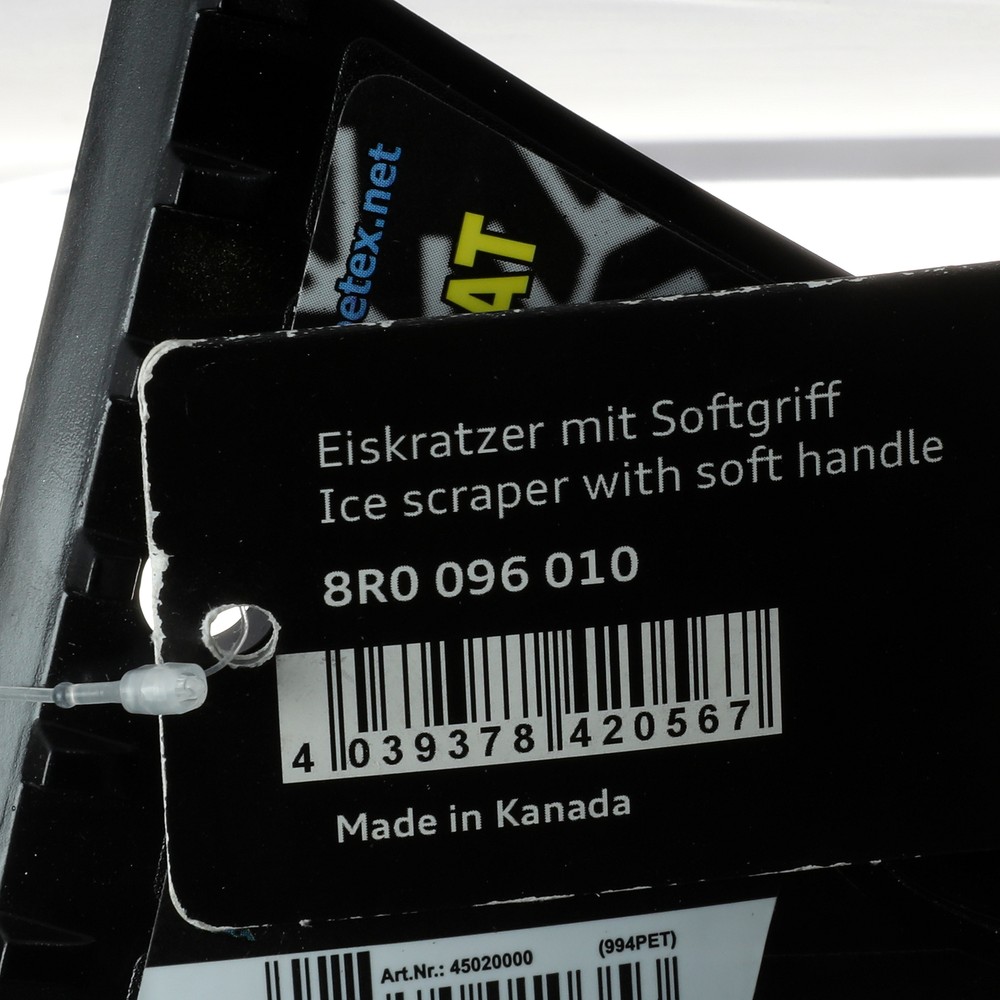 etex.net
AT
Eiskratzer mit Softgriff
Ice scraper with soft handle
8R0 096 010
4 039378 420567
Made in Kanada
Art.Nr.: 45020000
(994PET)